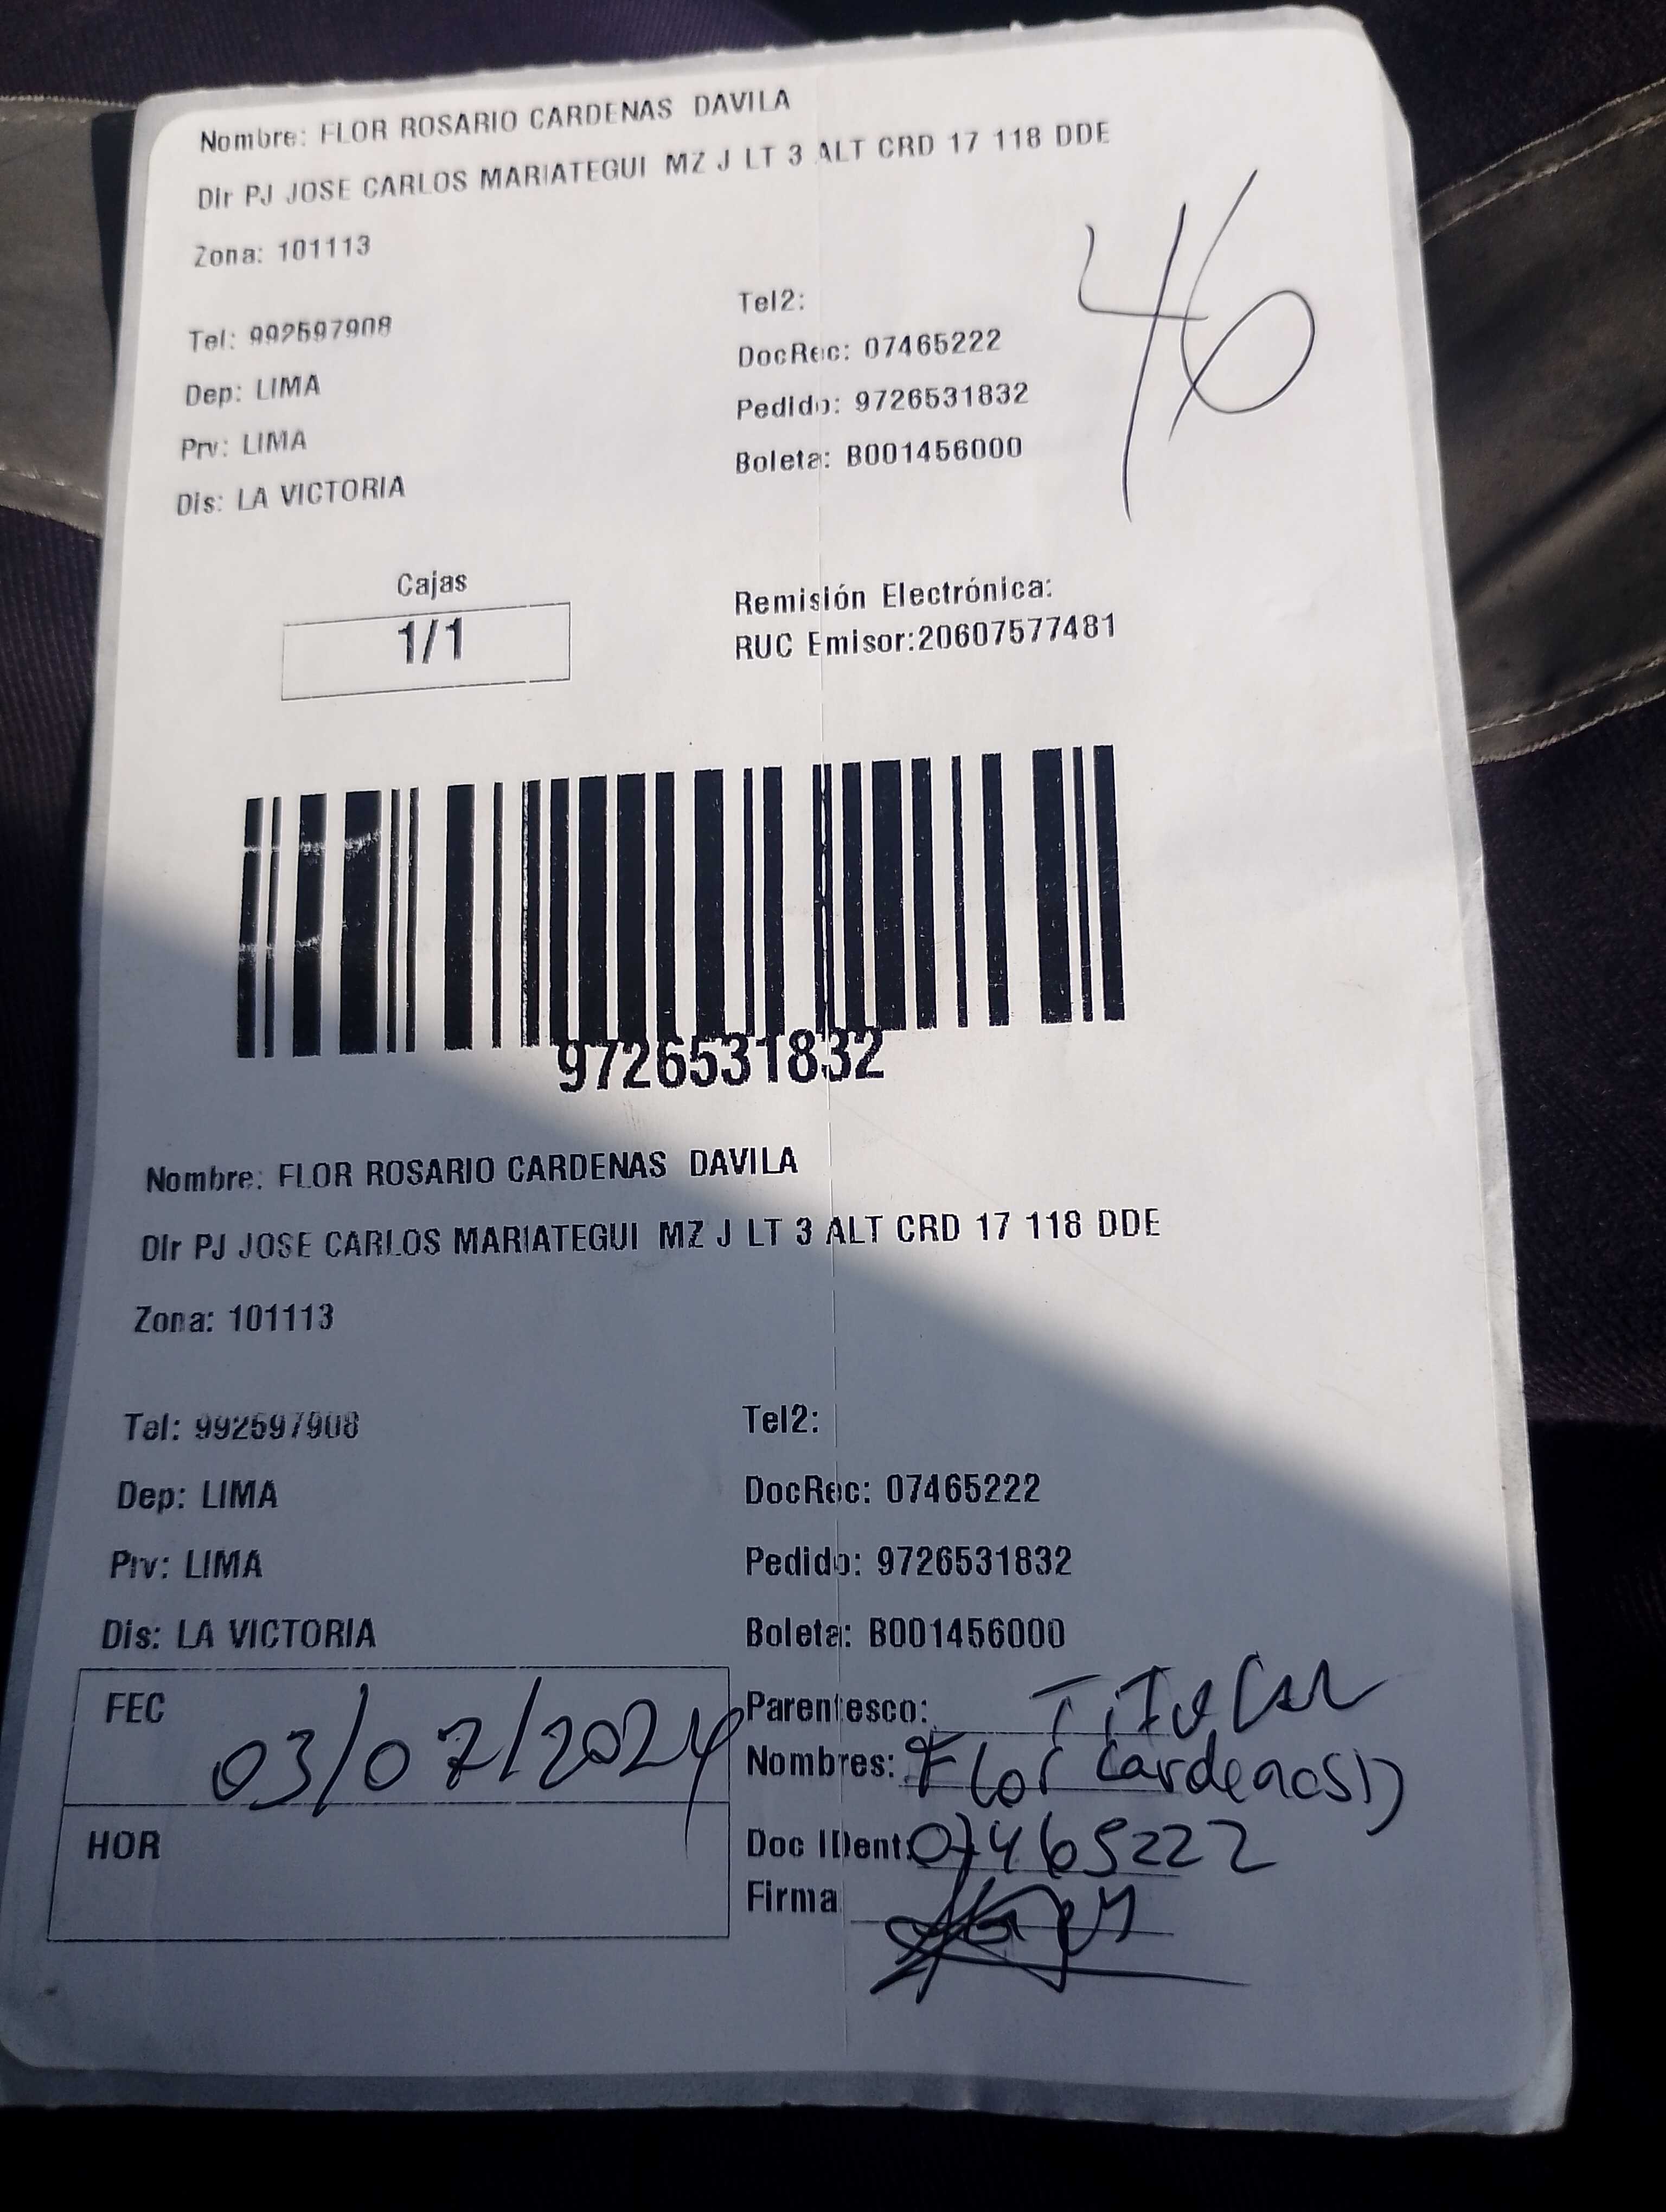 Nombre: FLOR ROSARIO CARDENAS DAVILA
Dir PJ JOSE CARLOS MARIATEGUI MZ J LT 3 ALT CRD 17 118 DDE
46
Zona: 101113
Tel: 992597908
Tel2:
DocRec: 07465222
Dep: LIMA
Pedido: 9726531832
Prv: LIMA
Boleta: B001456000
Dis: LA VICTORIA
Cajas
1/1
Remisión Electrónica:
RUC Emisor:20607577481
9726531832
Nombre: FLOR ROSARIO CARDENAS DAVILA
Dir PJ JOSE CARLOS MARIATEGUI MZ J LT 3 ALT CRD 17 118 DDE
Zona: 101113
Tel: 992597908
Tel2:
Dep: LIMA
DocRec: 07465222
Prv: LIMA
Pedido: 9726531832
Dis: LA VICTORIA
Boleta: B001456000
FEC 03/07/2024
Parentesco: Titular
Nombres: Flor Cardenas D
HOR
Doc IDent: 07465222
Firma